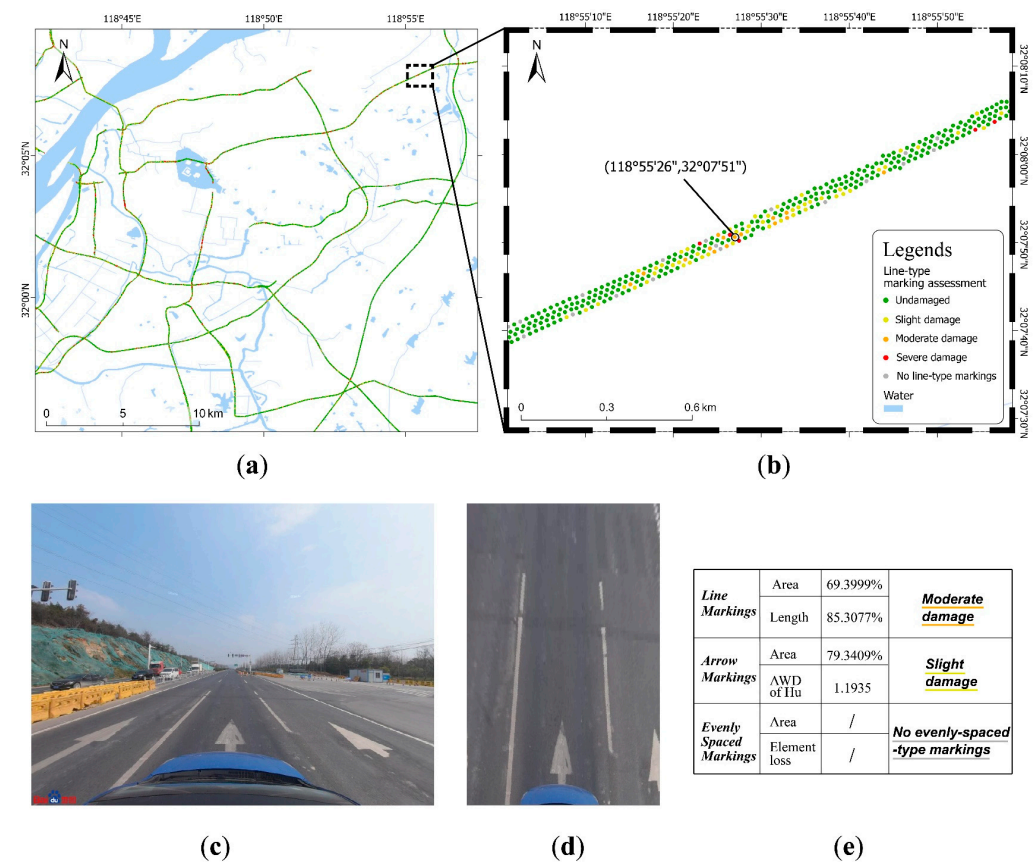 118°45'E 118°50'E 118°55'E
N
32°05'N
32°00'N
0 5 10 km
(a)
118°55'10"E 118°55'20"E 118°55'30"E 118°55'40"E 118°55'50"E
N
32°08'10"N
32°08'00"N
32°07'50"N
32°07'40"N
32°07'30"N
(118°55'26",32°07'51")
Legends
Line-type
marking assessment
Undamaged
Slight damage
Moderate damage
Severe damage
No line-type markings
Water
0 0.3 0.6 km
(b)
du
(c)
(d)
Line
Markings
Area 69.3999%
Length 85.3077%
Moderate
damage
Arrow
Markings
Area 79.3409%
AWD
of Hu
1.1935
Slight
damage
Evenly
Spaced
Markings
Area /
Element
loss
/
No evenly-spaced
-type markings
(e)